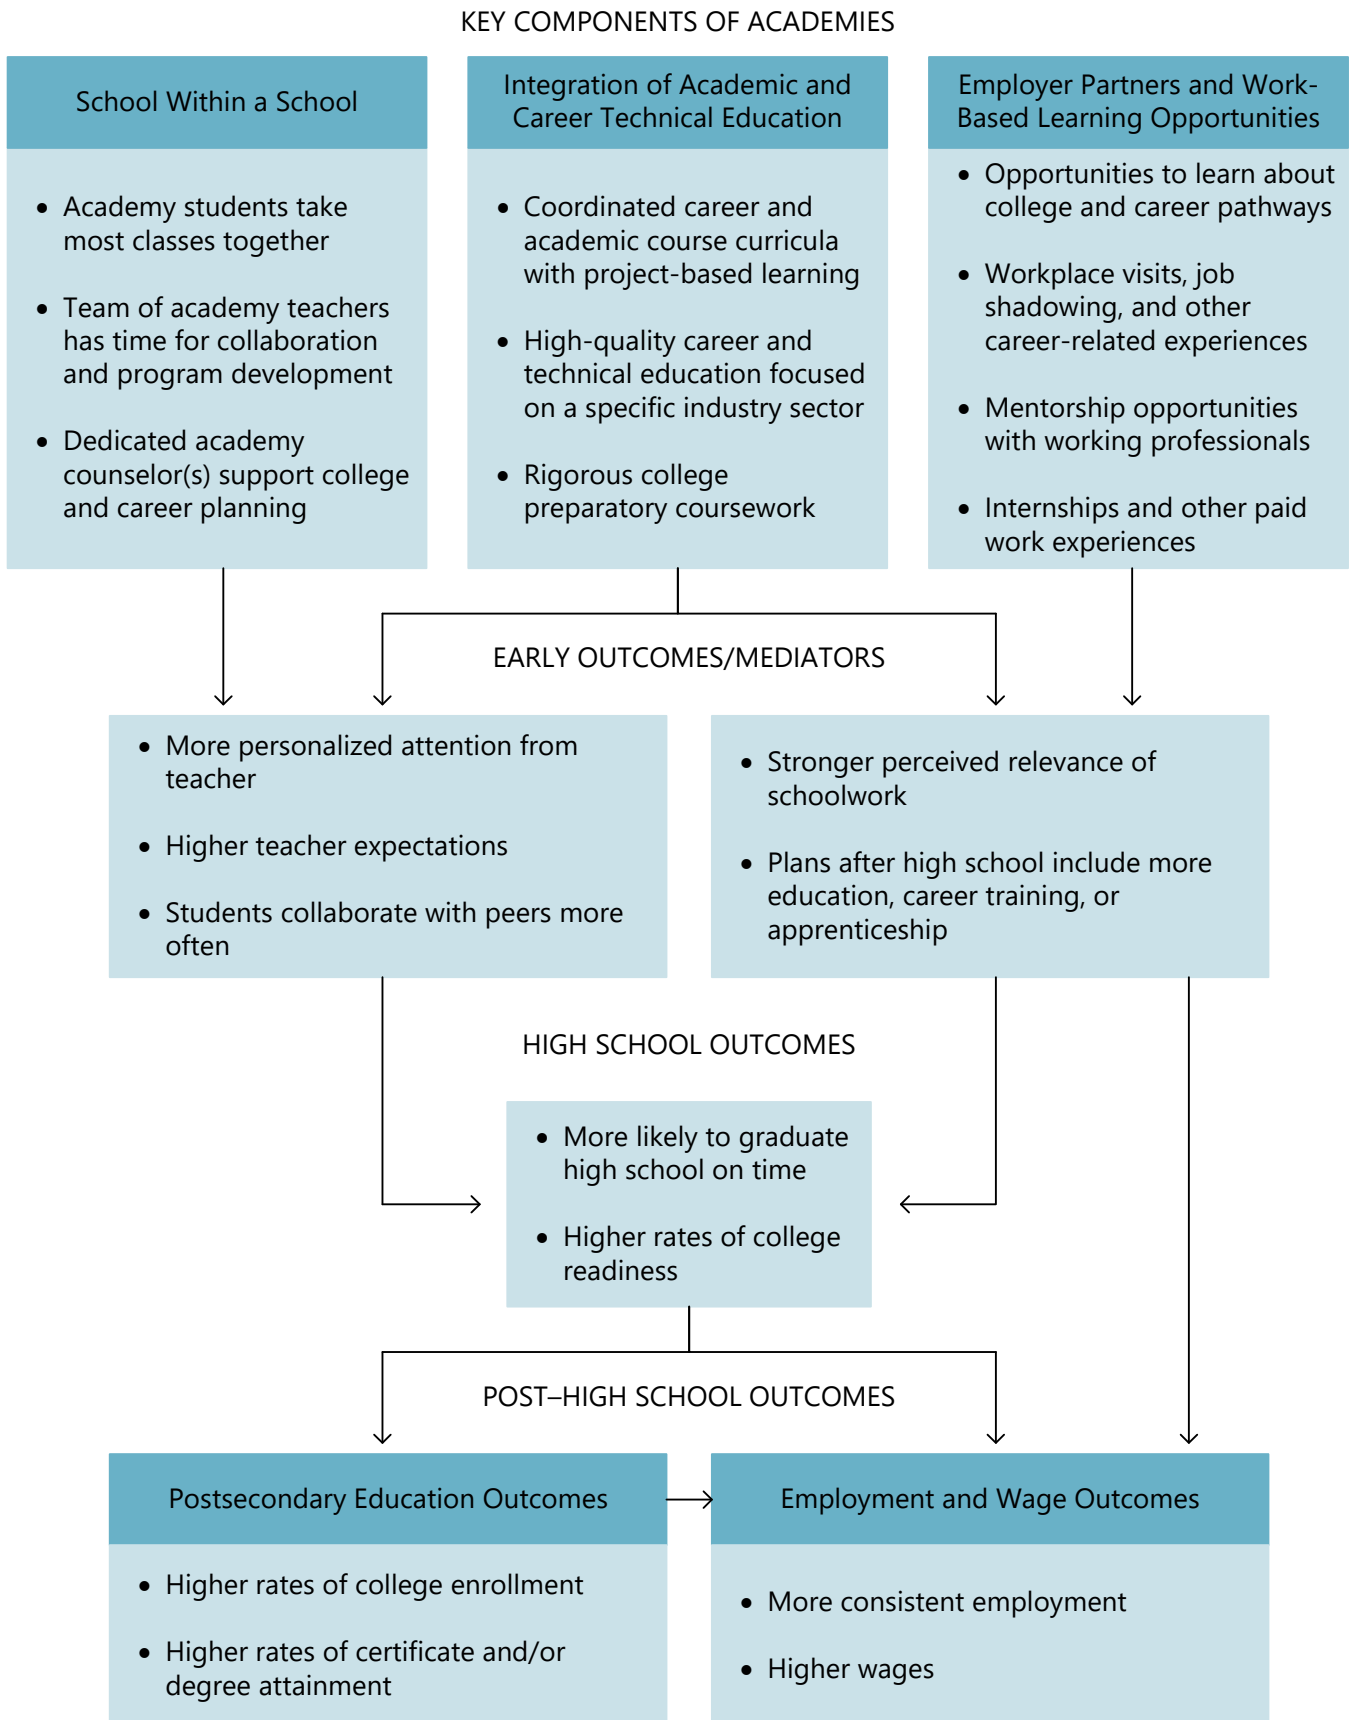 KEY COMPONENTS OF ACADEMIES
School Within a School
• Academy students take
most classes together
• Team of academy teachers
has time for collaboration
and program development
• Dedicated academy
counselor(s) support college
and career planning
Integration of Academic and
Career Technical Education
• Coordinated career and
academic course curricula
with project-based learning
• High-quality career and
technical education focused
on a specific industry sector
• Rigorous college
preparatory coursework
Employer Partners and Work-
Based Learning Opportunities
• Opportunities to learn about
college and career pathways
• Workplace visits, job
shadowing, and other
career-related experiences
• Mentorship opportunities
with working professionals
• Internships and other paid
work experiences
EARLY OUTCOMES/MEDIATORS
• More personalized attention from
teacher
• Higher teacher expectations
• Students collaborate with peers more
often
• Stronger perceived relevance of
schoolwork
• Plans after high school include more
education, career training, or
apprenticeship
HIGH SCHOOL OUTCOMES
• More likely to graduate
high school on time
• Higher rates of college
readiness
POST–HIGH SCHOOL OUTCOMES
Postsecondary Education Outcomes
• Higher rates of college enrollment
• Higher rates of certificate and/or
degree attainment
Employment and Wage Outcomes
• More consistent employment
• Higher wages